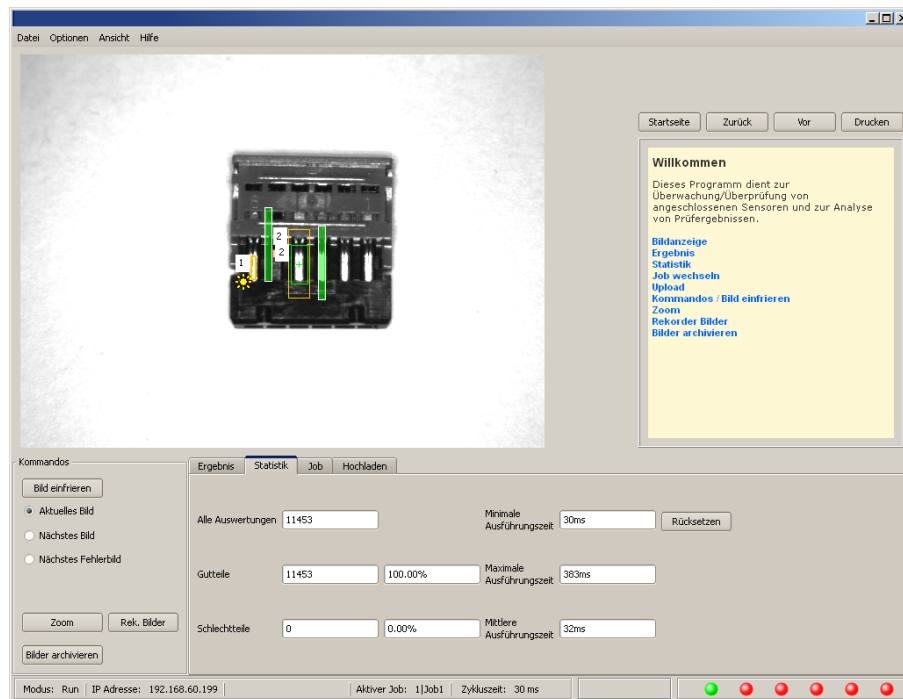 Datei Optionen Ansicht Hilfe
2
2
1
Startseite Zurück Vor Drucken
Willkommen
Dieses Programm dient zur
Überwachung/Überprüfung von
angeschlossenen Sensoren und zur Analyse
von Prüfergebnissen.
Bildanzeige
Ergebnis
Statistik
Job wechseln
Upload
Kommandos / Bild einfrieren
Zoom
Rekorder Bilder
Bilder archivieren
Kommandos
Bild einfrieren
Aktuelles Bild
Nächstes Bild
Nächstes Fehlerbild
Zoom Rek. Bilder
Bilder archivieren
Ergebnis Statistik Job Hochladen
Alle Auswertungen 11453
Minimale
Ausführungszeit 30ms
Rücksetzen
Gutteile 11453 100.00%
Maximale
Ausführungszeit 383ms
Schlechtteile 0 0.00%
Mittlere
Ausführungszeit 32ms
Modus: Run IP Adresse: 192.168.60.199 Aktiver Job: 1|Job1 Zykluszeit: 30 ms